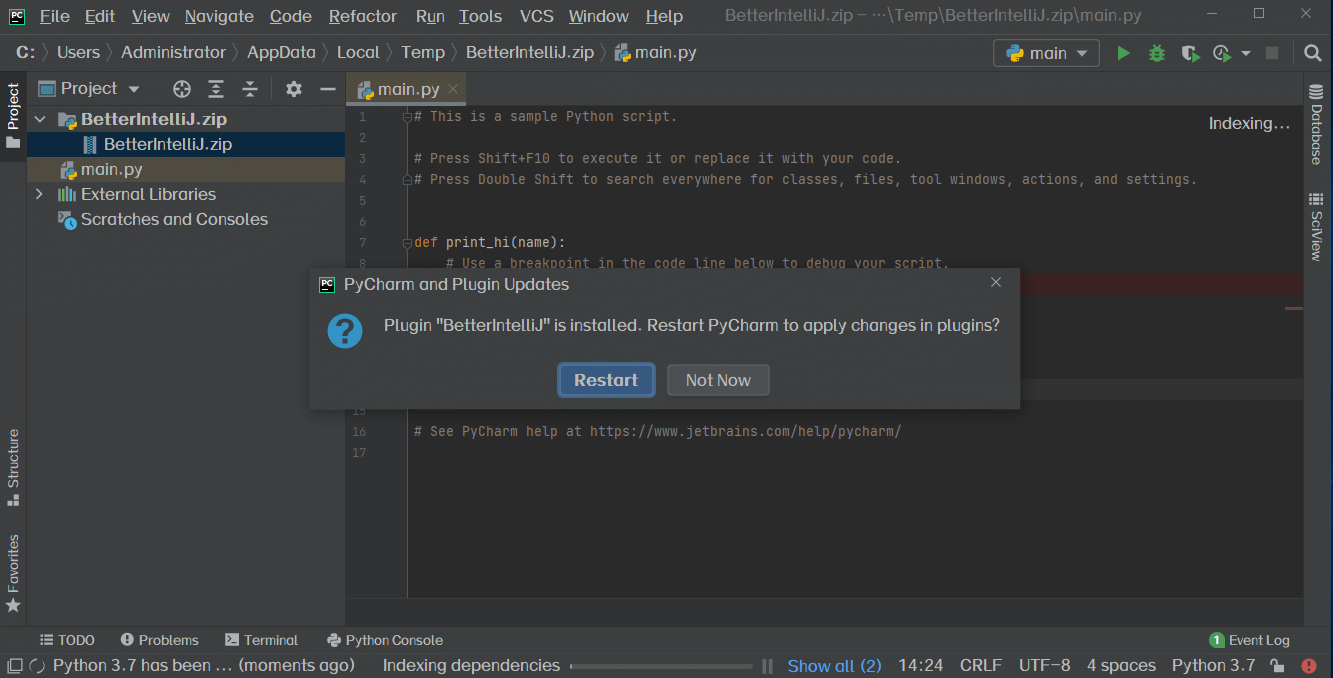 PC File Edit View Navigate Code Refactor Run Tools VCS Window Help BetterIntelliJ.zip – ...\Temp\BetterIntelliJ.zip\main.py
C: Users Administrator AppData Local Temp BetterIntelliJ.zip main.py main
Project
Project
main.py
BetterIntelliJ.zip
BetterIntelliJ.zip
main.py
External Libraries
Scratches and Consoles
1 # This is a sample Python script.
Indexing...
2
3 # Press Shift+F10 to execute it or replace it with your code.
4 # Press Double Shift to search everywhere for classes, files, tool windows, actions, and settings.
5
6
7 def print_hi(name):
8 # Use a breakpoint in the code line below to debug your script.
PC PyCharm and Plugin Updates
Plugin "BetterIntelliJ" is installed. Restart PyCharm to apply changes in plugins?
Restart Not Now
15
16 # See PyCharm help at https://www.jetbrains.com/help/pycharm/
17
Database
SciView
Structure
Favorites
TODO Problems Terminal Python Console 1 Event Log
Python 3.7 has been ... (moments ago) Indexing dependencies Show all (2) 14:24 CRLF UTF-8 4 spaces Python 3.7